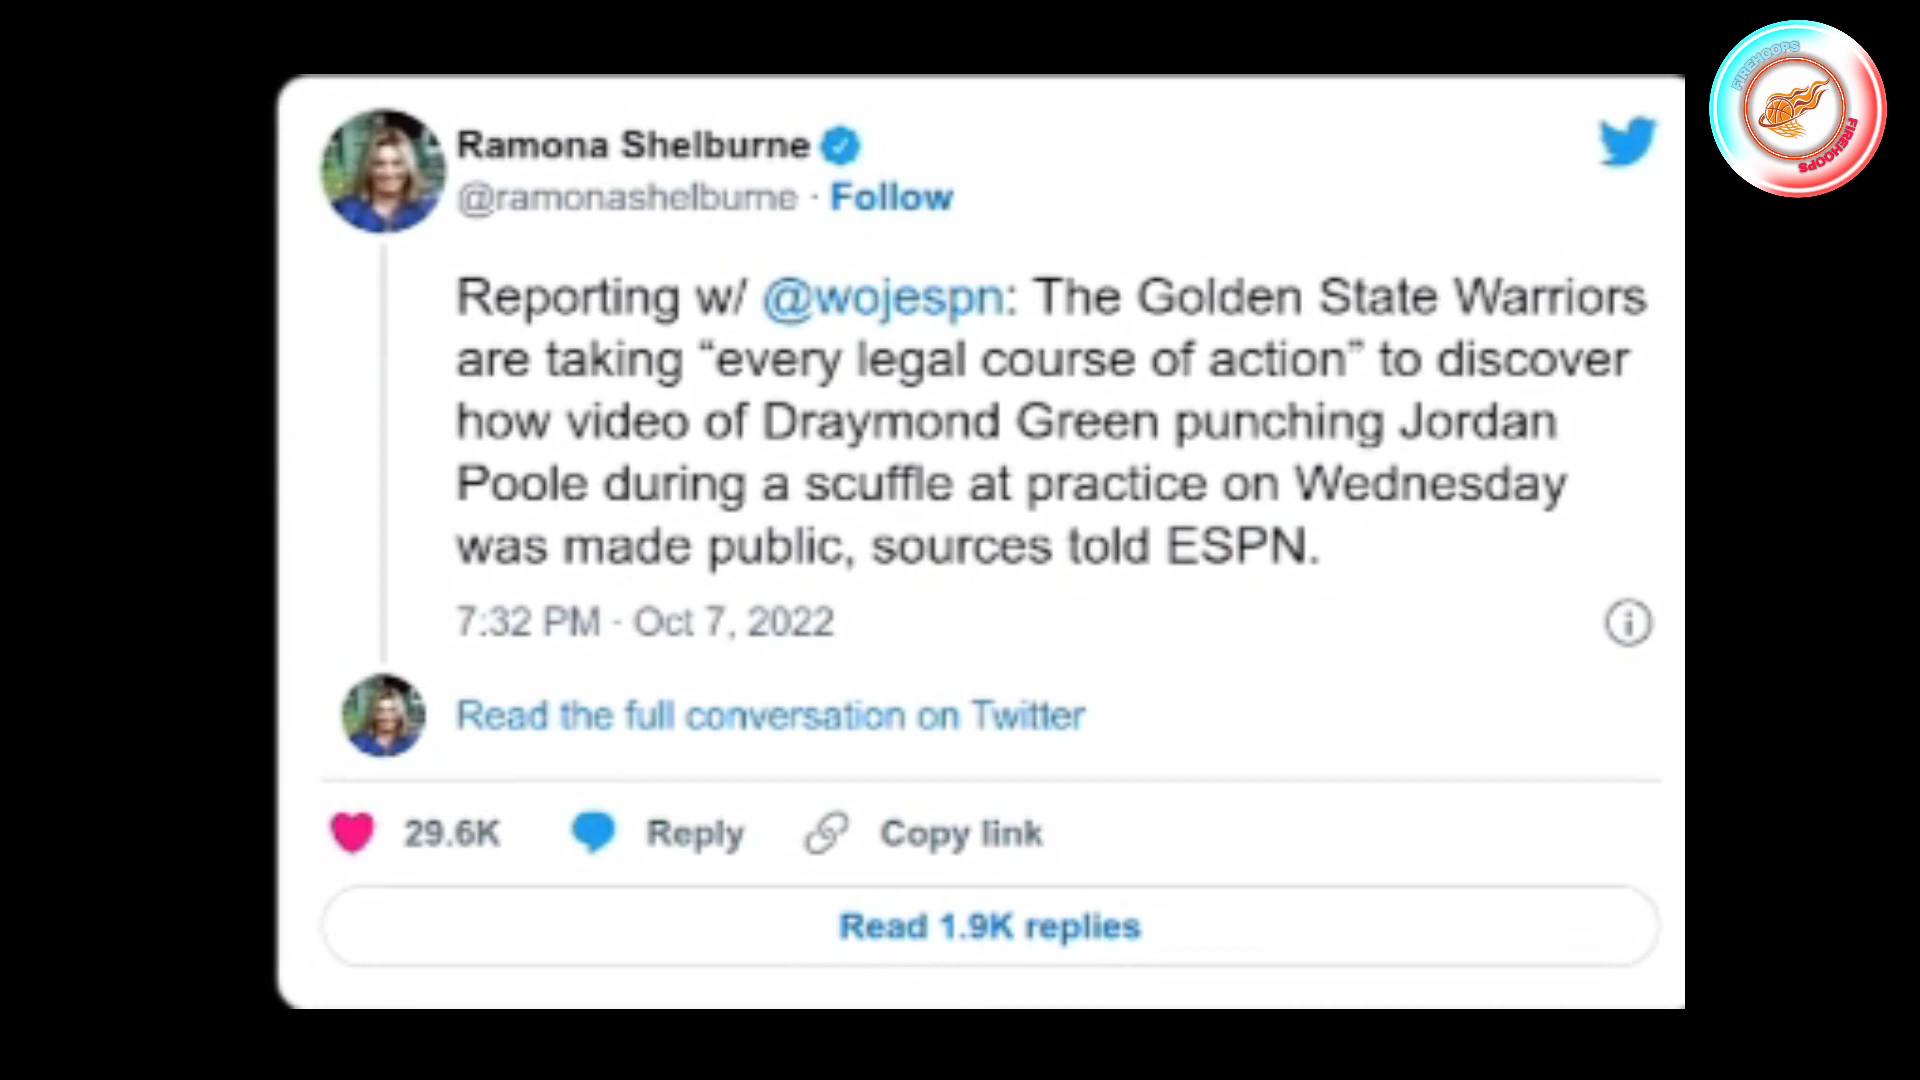 Ramona Shelburne
@ramonashelburne · Follow
Reporting w/ @wojespn: The Golden State Warriors
are taking “every legal course of action” to discover
how video of Draymond Green punching Jordan
Poole during a scuffle at practice on Wednesday
was made public, sources told ESPN.
7:32 PM · Oct 7, 2022
Read the full conversation on Twitter
29.6K Reply Copy link
Read 1.9K replies
FIREHOOPS
FIREHOOPS